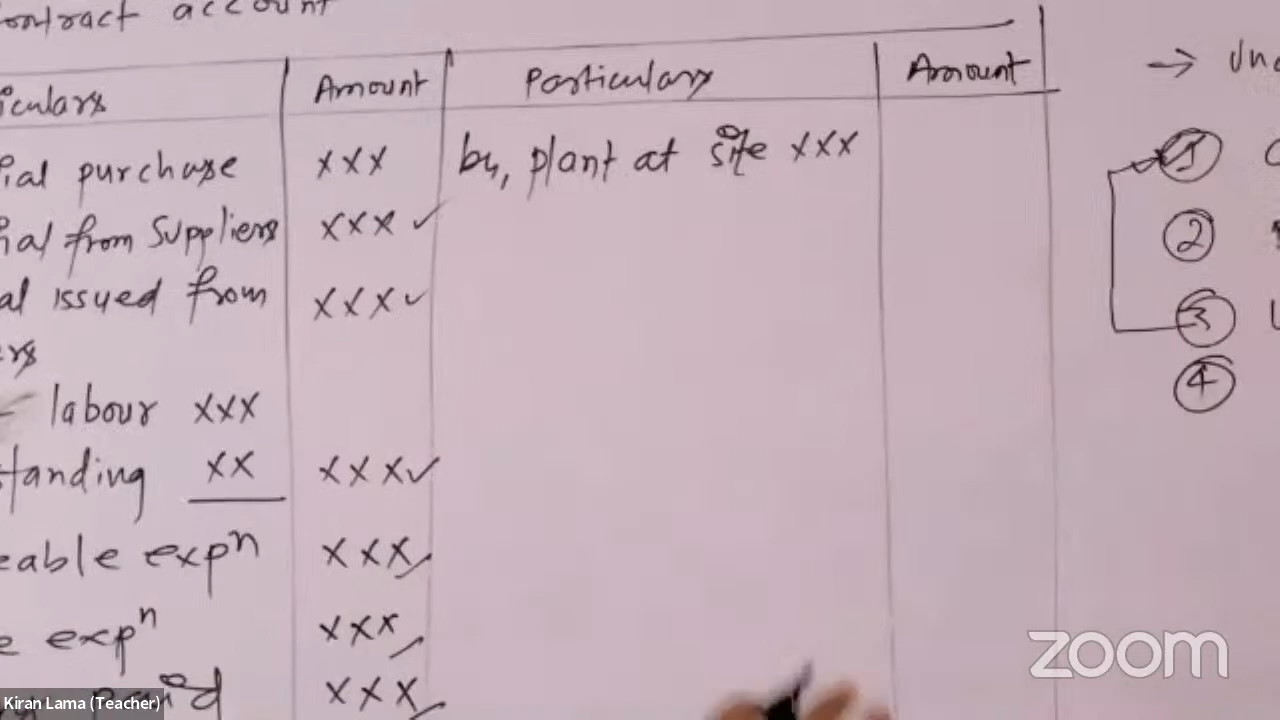 ontract account
iculars Amount Particulars Amount
ial purchase xxx by, plant at site xxx
ial from Suppliers xxx
al issued from xxx
ers
labour xxx
standing xx xxx
eable expn xxx
e expn xxx
paid xxx
→
1
2
3
4
zoom
Kiran Lama (Teacher)